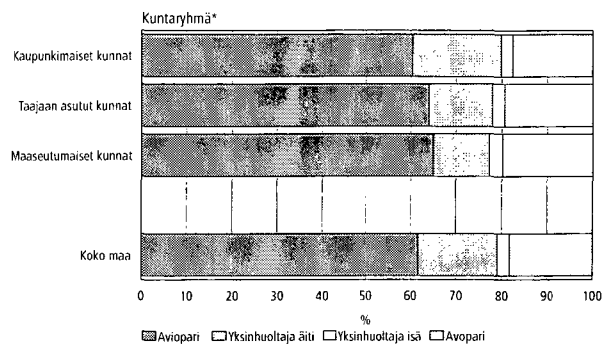 Kuntaryhmä*
Kaupunkimaiset kunnat
Taajaan asutut kunnat
Maaseutumaiset kunnat
Koko maa
0 10 20 30 40 50 60 70 80 90 100
%
Aviopari Yksinhuoltaja äiti Yksinhuoltaja isä Avopari